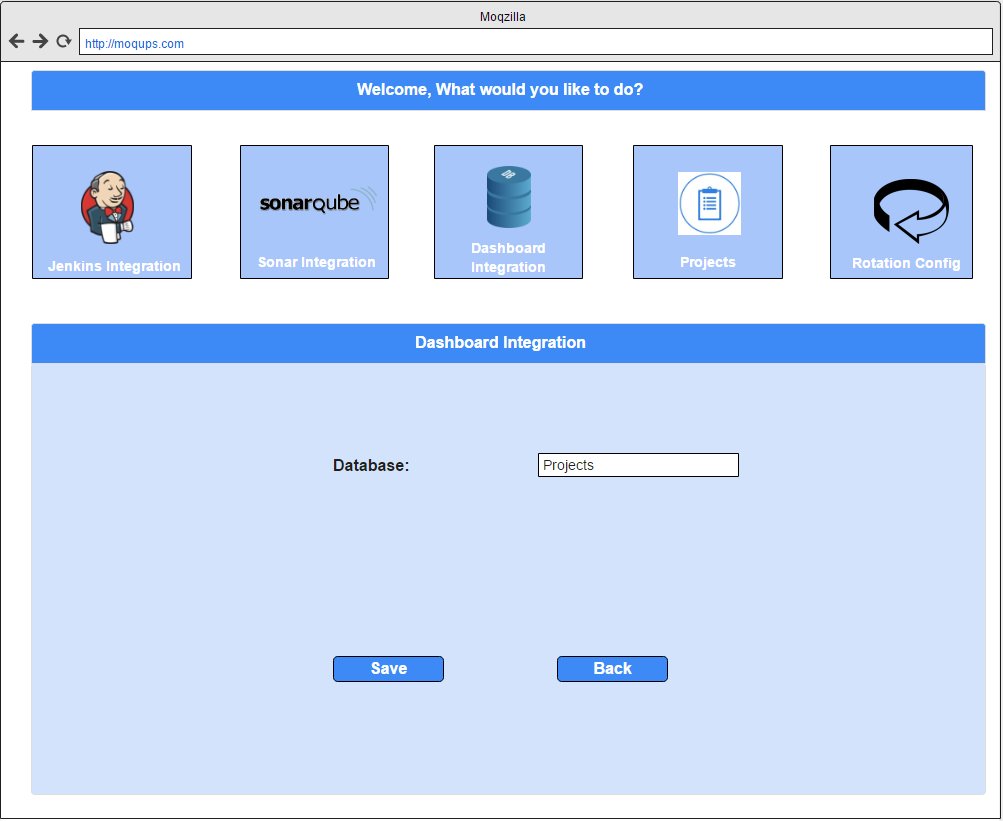 Moqzilla
http://moqups.com
Welcome, What would you like to do?
Jenkins Integration
sonarqube
Sonar Integration
Dashboard
Integration
Projects
Rotation Config
Dashboard Integration
Database:
Projects
Save
Back